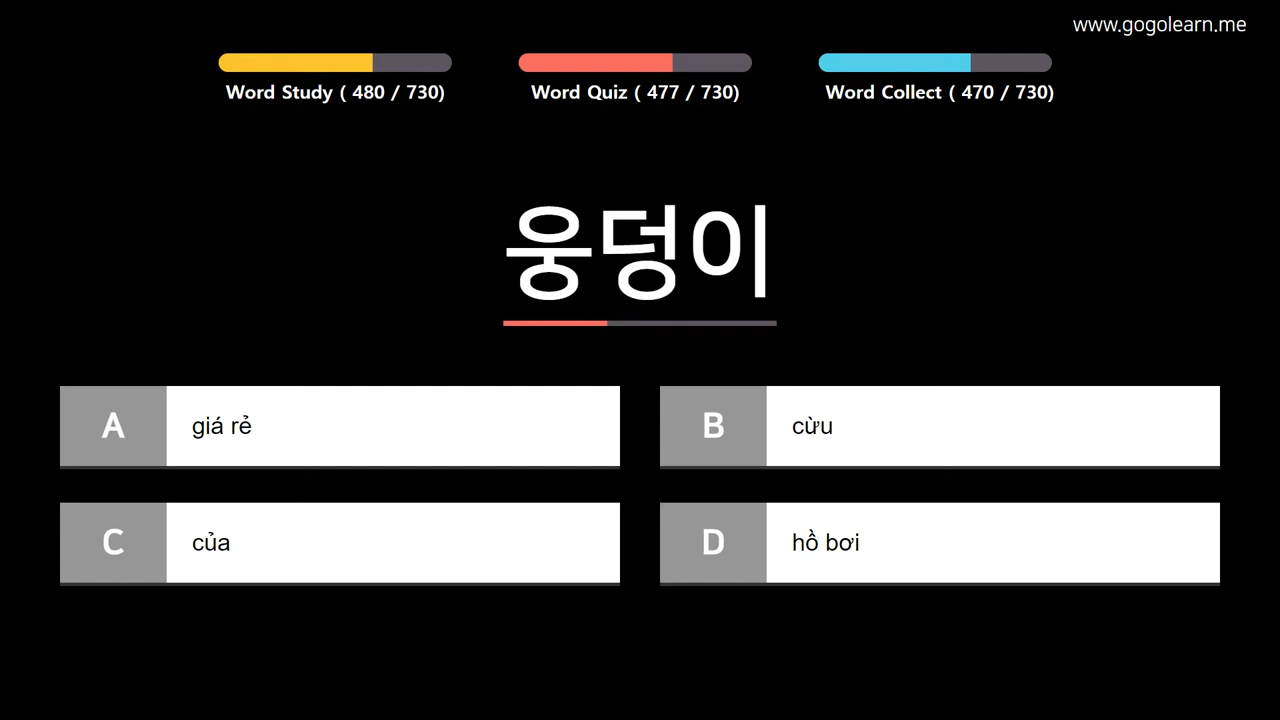 www.gogolearn.me
Word Study ( 480 / 730)
Word Quiz ( 477 / 730)
Word Collect ( 470 / 730)
웅덩이
A
giá rẻ
B
cừu
C
của
D
hồ bơi